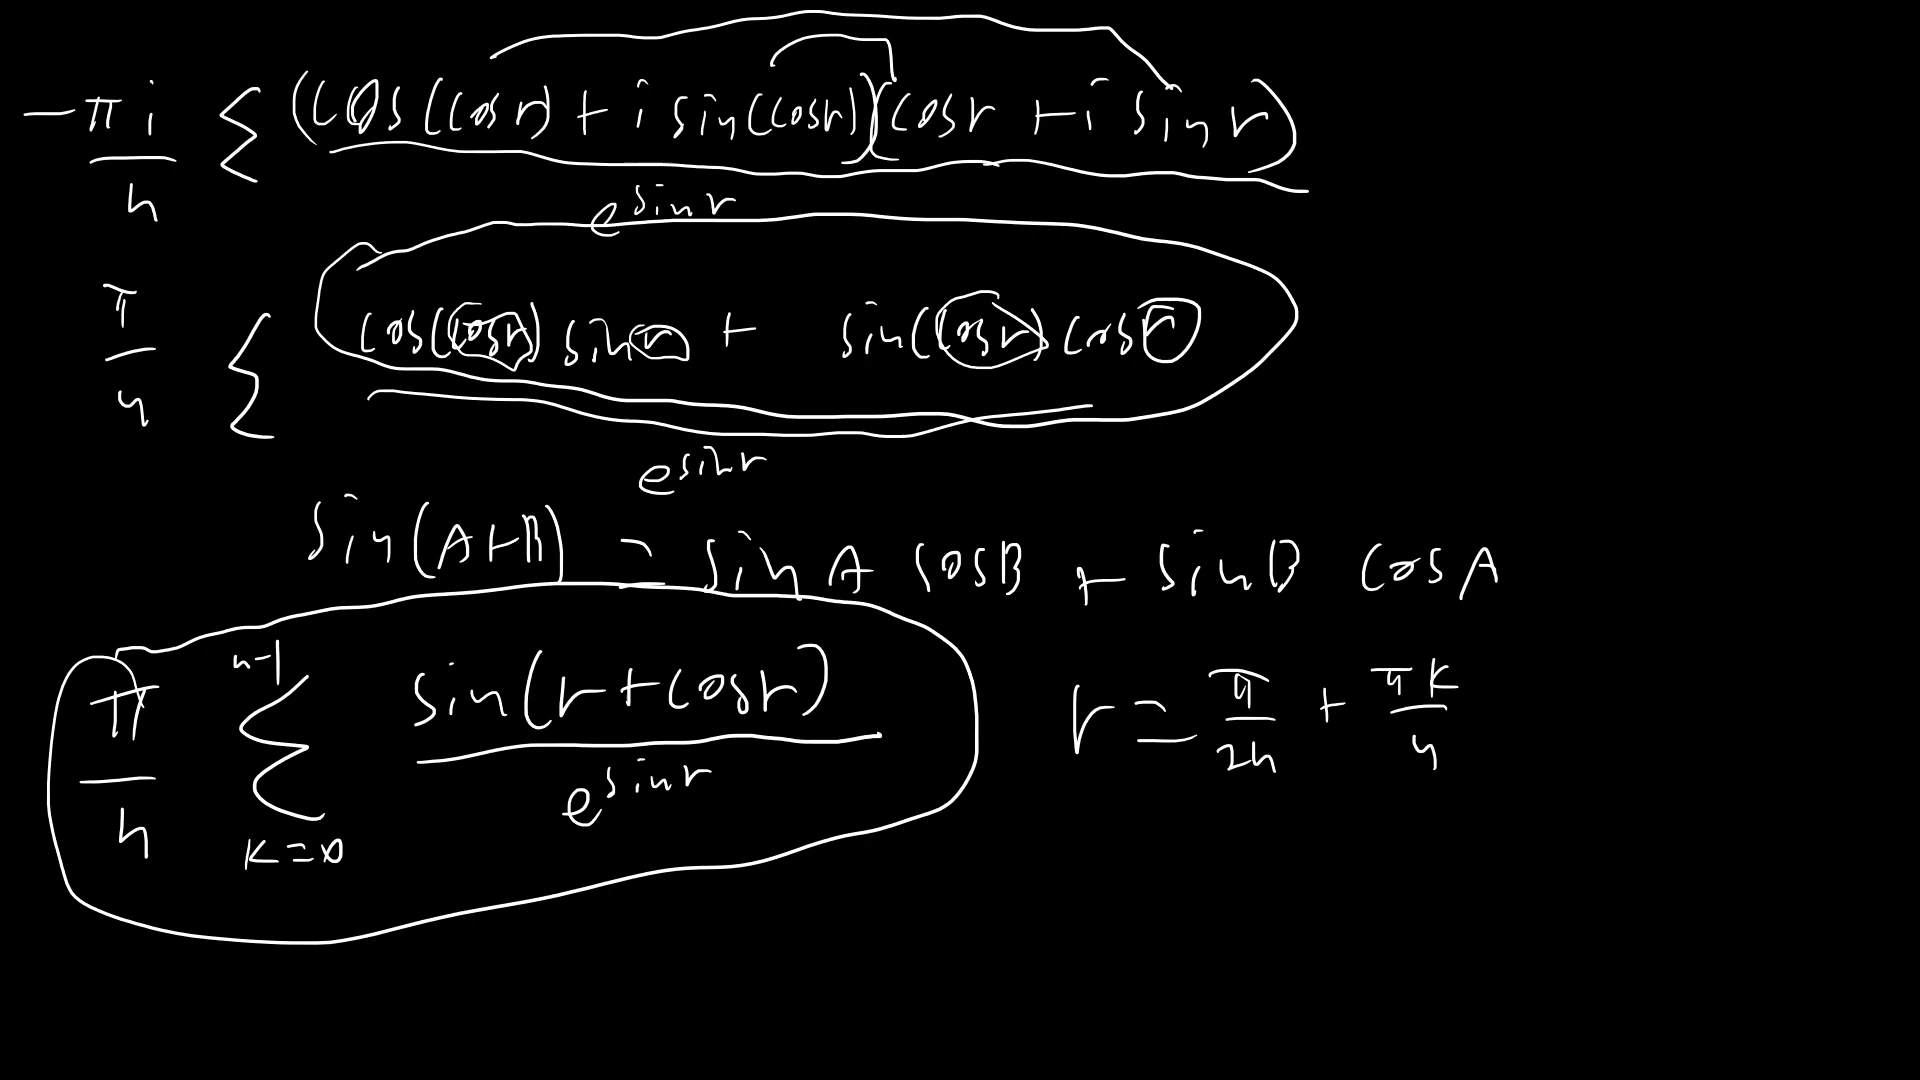 -πi/n Σ (cos(cos r) + i sin(cos r))(cos r + i sin r) / e^{sin r}
π/n Σ cos(cos r) sin r + sin(cos r) cos r / e^{sin r}
sin(A+B) = sin A cos B + sin B cos A
π/n Σ_{k=0}^{n-1} sin(r + cos r) / e^{sin r} r = π/2n + πk/n